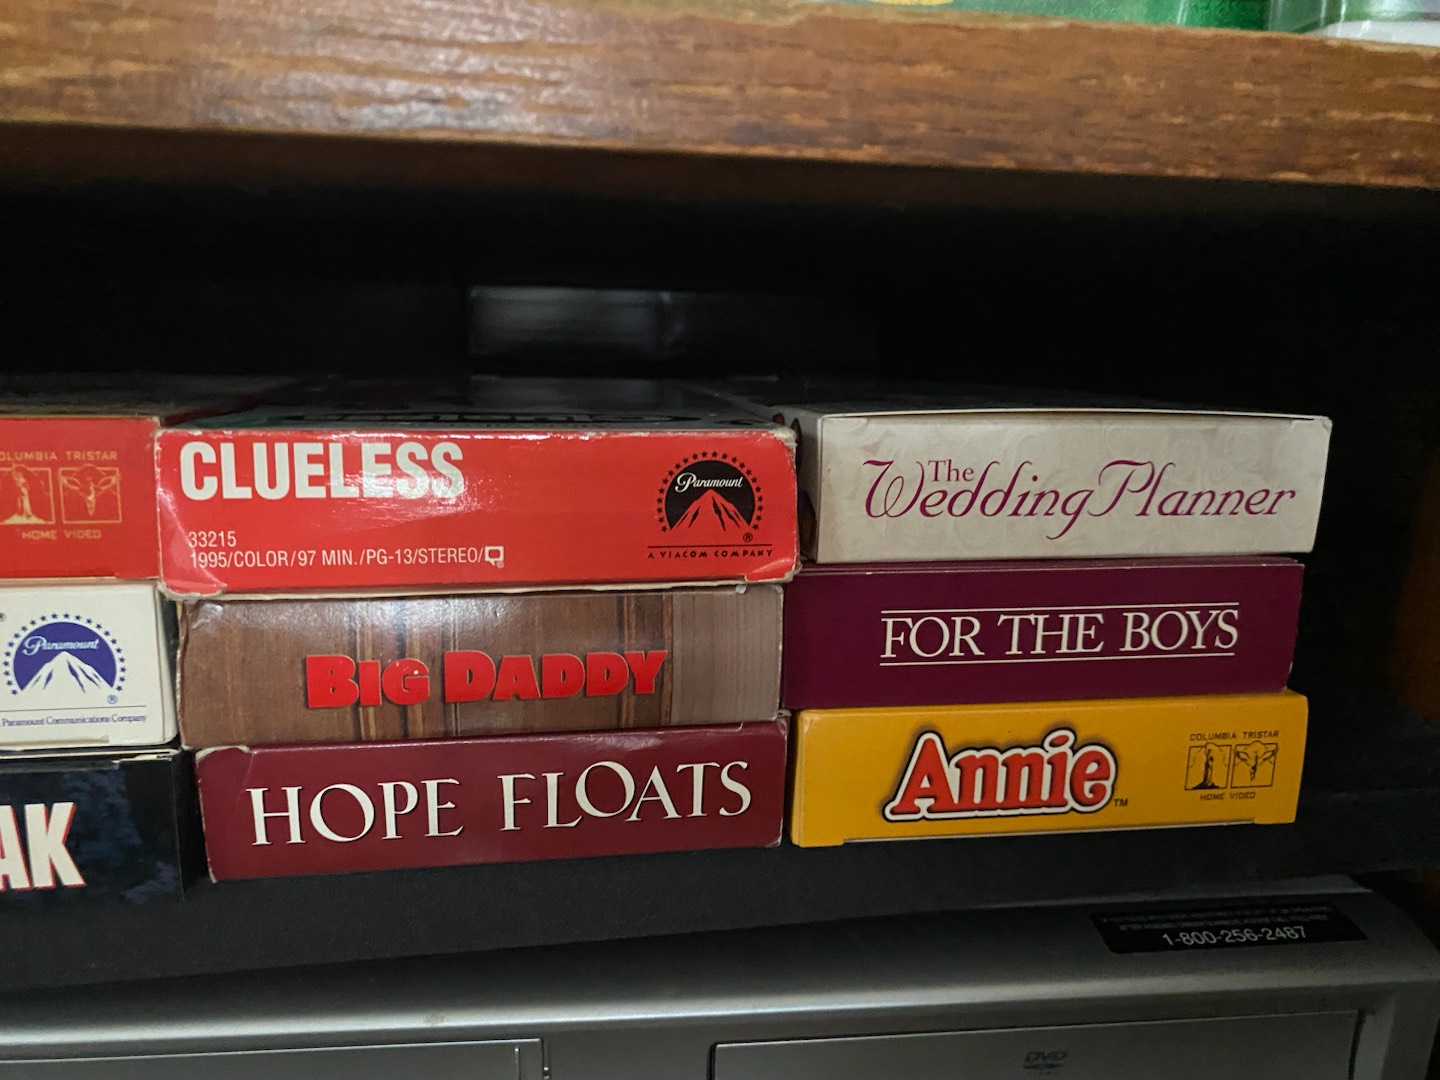 COLUMBIA TRISTAR
HOME VIDEO
CLUELESS
33215
1995/COLOR/97 MIN./PG-13/STEREO/
Paramount
®
A VIACOM COMPANY
The
Wedding Planner
Paramount
®
Paramount Communications Company
BIG DADDY
FOR THE BOYS
AK
HOPE FLOATS
Annie™
COLUMBIA TRISTAR
HOME VIDEO
1-800-256-2487
DVD